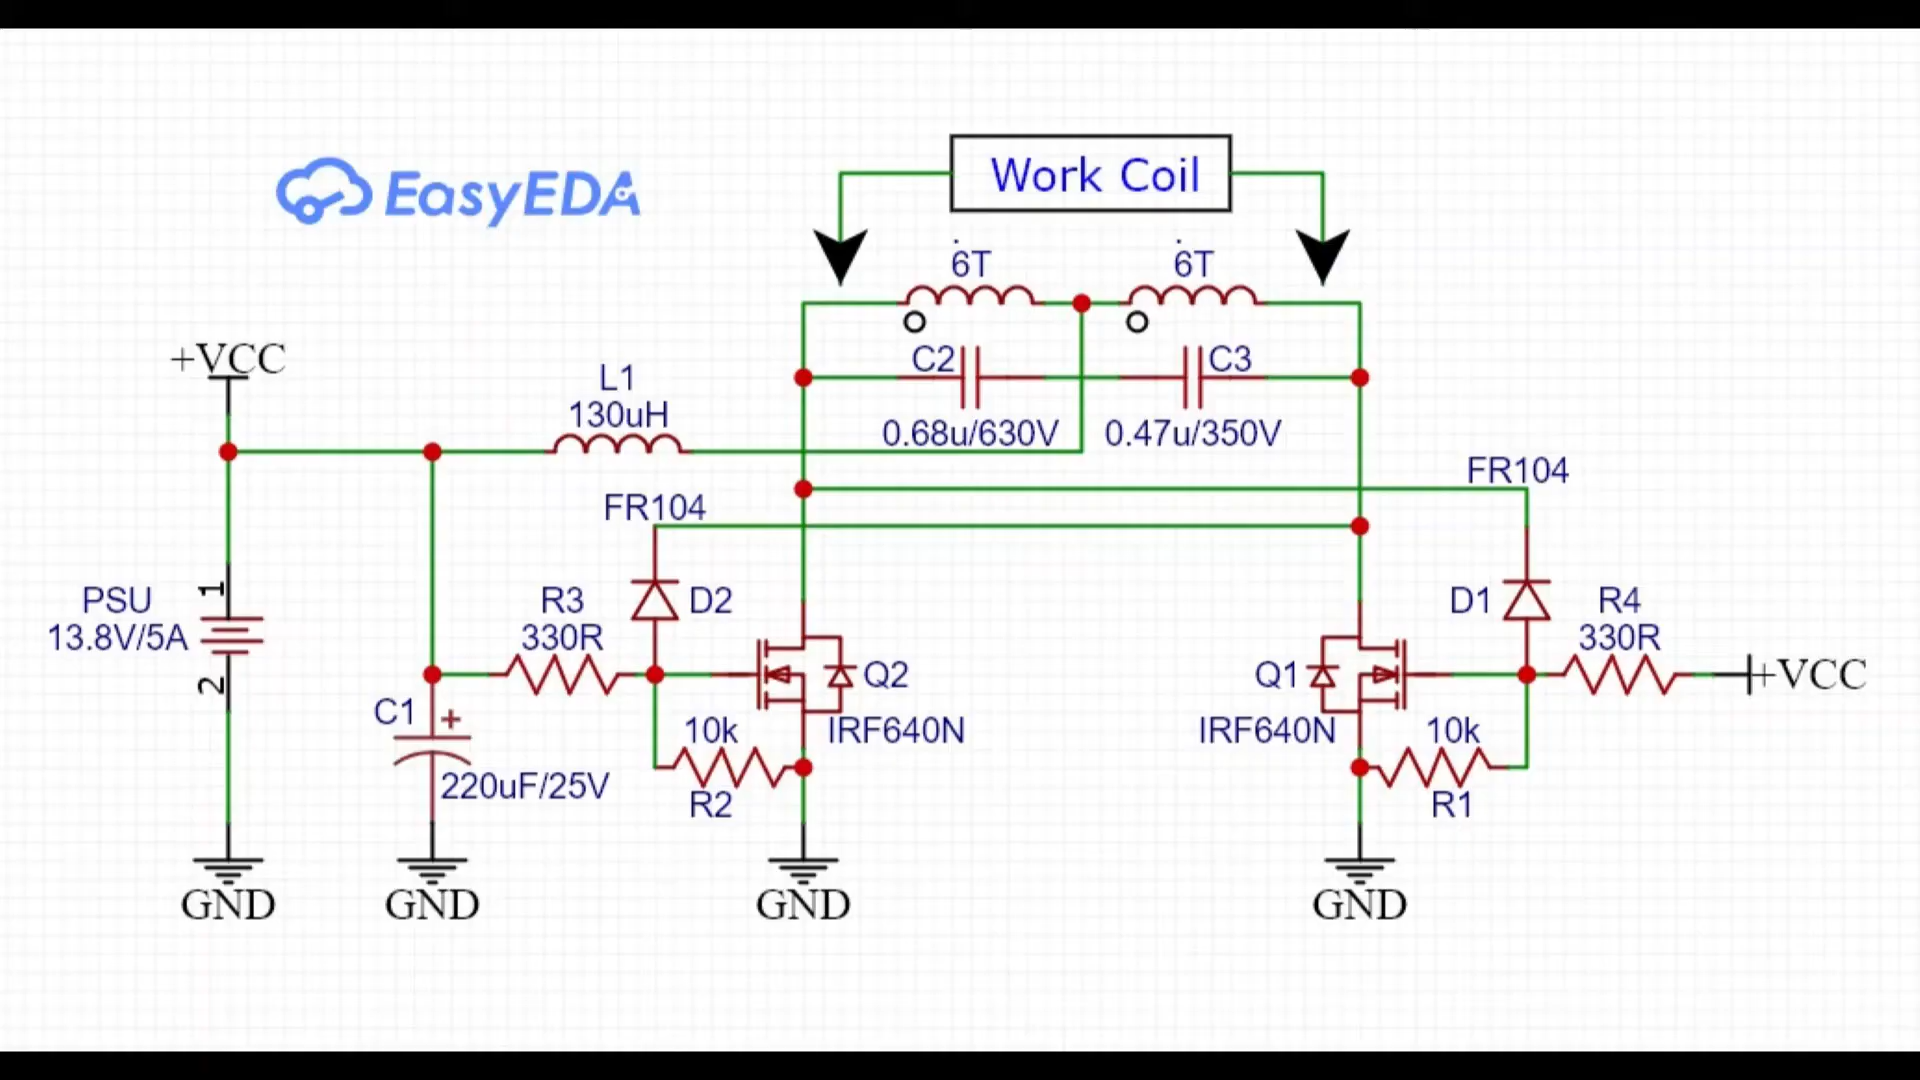 Work Coil
EasyEDA
6T
6T
+VCC
C2
C3
L1
130uH
0.68u/630V
0.47u/350V
FR104
FR104
PSU
13.8V/5A
1
2
R3
330R
D2
D1
R4
330R
Q2
Q1
+VCC
C1
+
10k
IRF640N
IRF640N
10k
220uF/25V
R2
R1
GND
GND
GND
GND